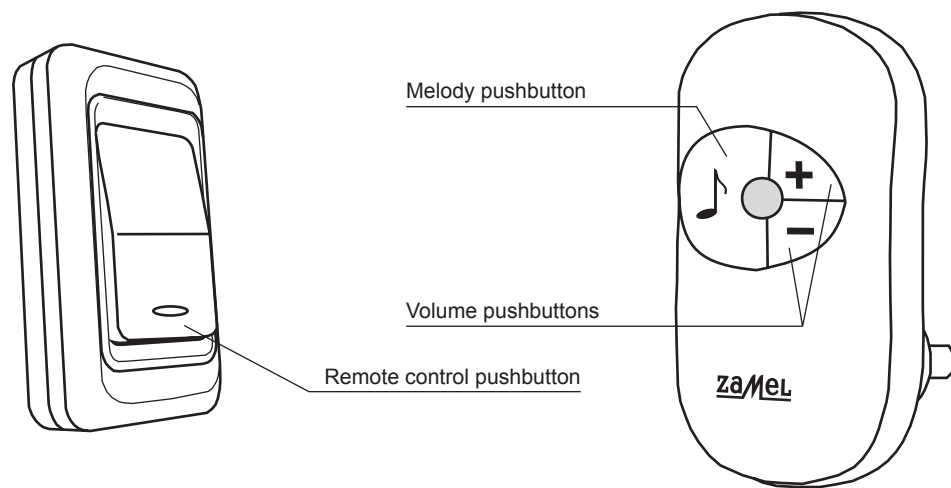 Melody pushbutton
+
−
Volume pushbuttons
Remote control pushbutton
zaMeL